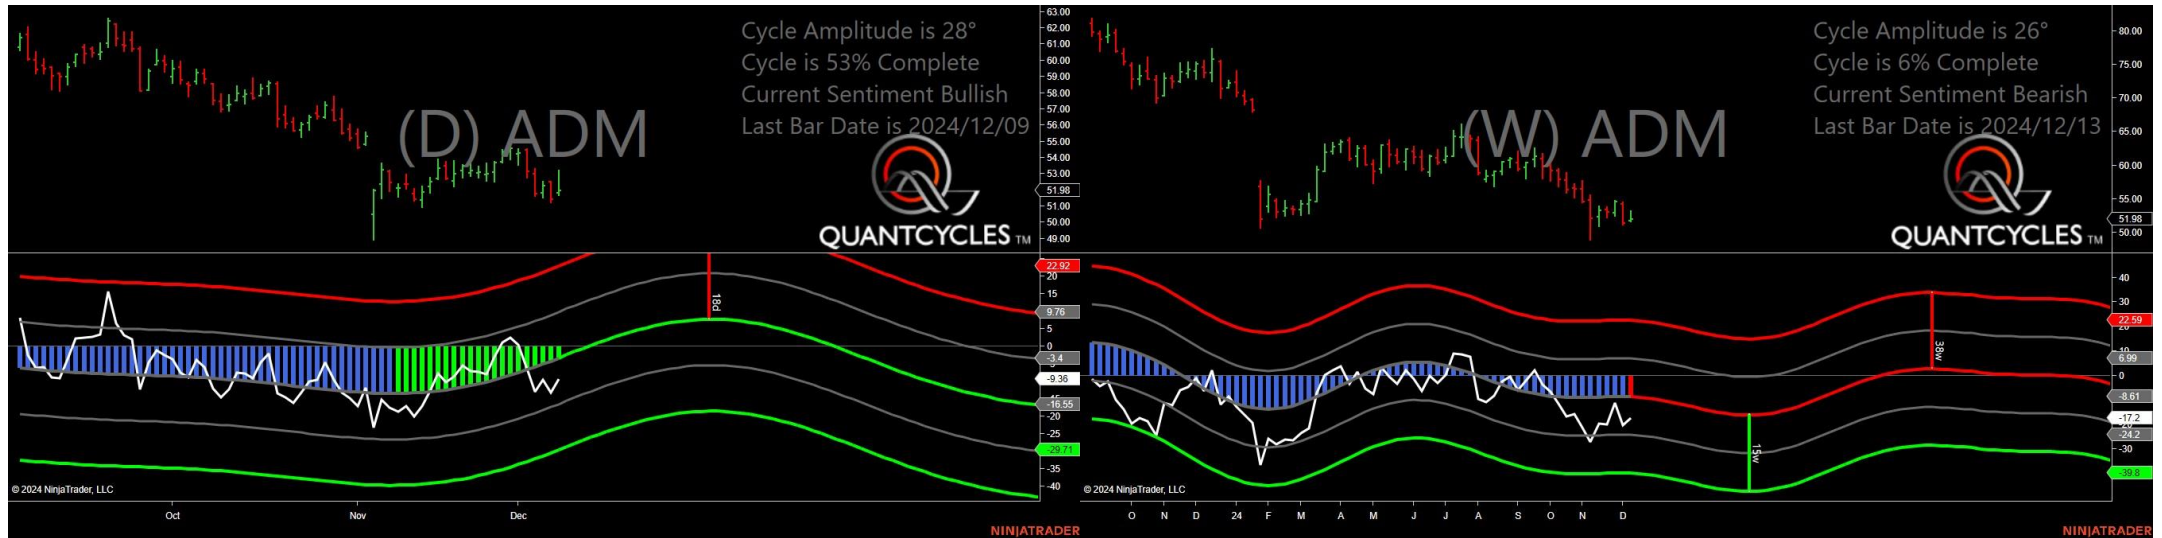 Cycle Amplitude is 28°
Cycle is 53% Complete
Current Sentiment Bullish
Last Bar Date is 2024/12/09
(D) ADM
QUANTCYCLES TM
63.00
62.00
61.00
60.00
59.00
58.00
57.00
56.00
55.00
54.00
53.00
51.98
51.00
50.00
49.00
22.92
20
15
9.76
5
0
-3.4
-9.36
-16.55
-20
-25
-29.71
-35
-40
18d
© 2024 NinjaTrader, LLC
Oct
Nov
Dec
NINJATRADER
Cycle Amplitude is 26°
Cycle is 6% Complete
Current Sentiment Bearish
Last Bar Date is 2024/12/13
(W) ADM
QUANTCYCLES TM
80.00
75.00
70.00
65.00
60.00
55.00
51.98
50.00
40
30
22.59
6.99
0
-8.61
-17.2
-24.2
-30
-39.8
38w
15w
© 2024 NinjaTrader, LLC
O N D 24 F M A M J J A S O N D
NINJATRADER